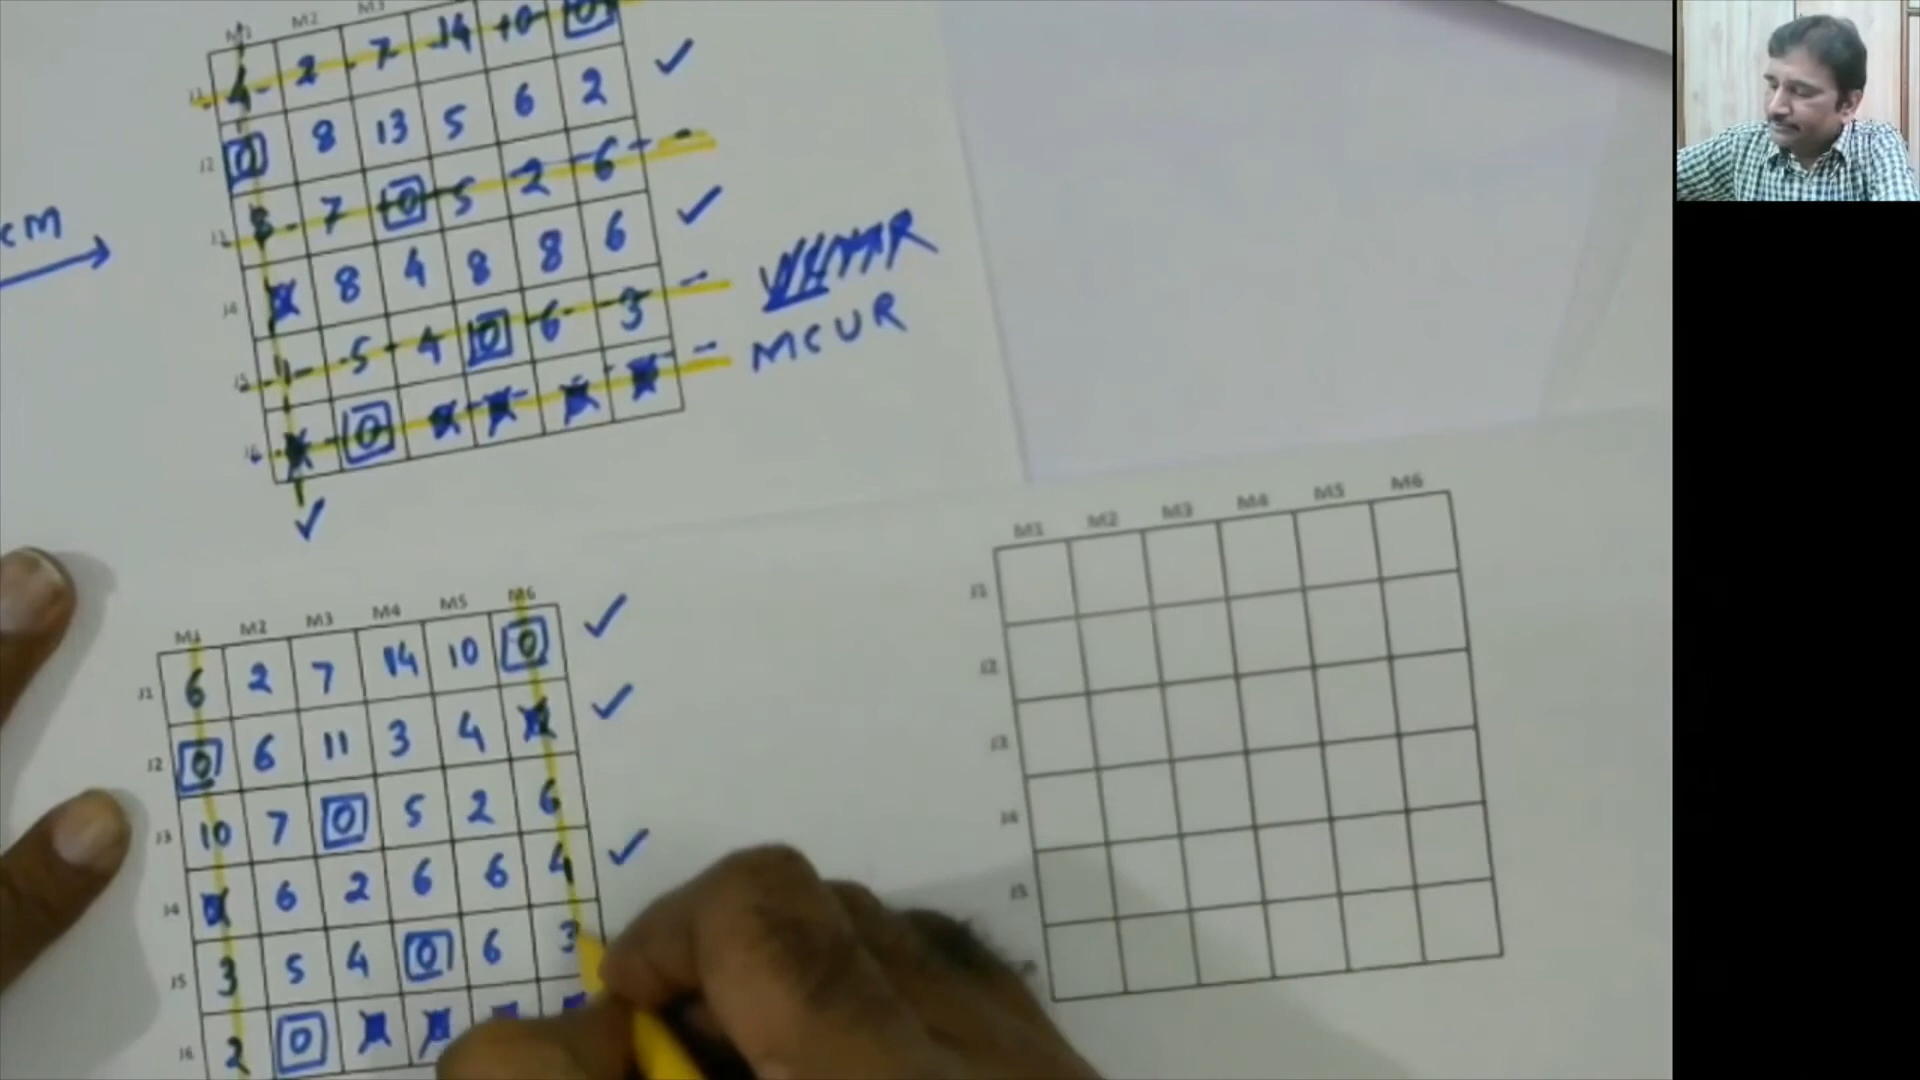 M1 M2 M3
J1 4 2 7 14 10 0
J2 0 8 13 5 6 2
J3 8 7 0 5 2 6
J4 0 8 4 8 8 6
J5 5 4 0 6 3
J6 0
cm
MCUR
M1 M2 M3 M4 M5 M6
J1 6 2 7 14 10 0
J2 0 6 11 3 4
J3 10 7 0 5 2 6
J4 6 2 6 6 4
J5 3 5 4 0 6 3
J6 2 0
M1 M2 M3 M4 M5 M6
J1
J2
J3
J4
J5